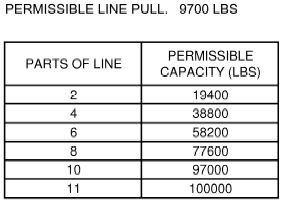 PERMISSIBLE LINE PULL. 9700 LBS
PARTS OF LINE
PERMISSIBLE CAPACITY (LBS)
2 19400
4 38800
6 58200
8 77600
10 97000
11 100000